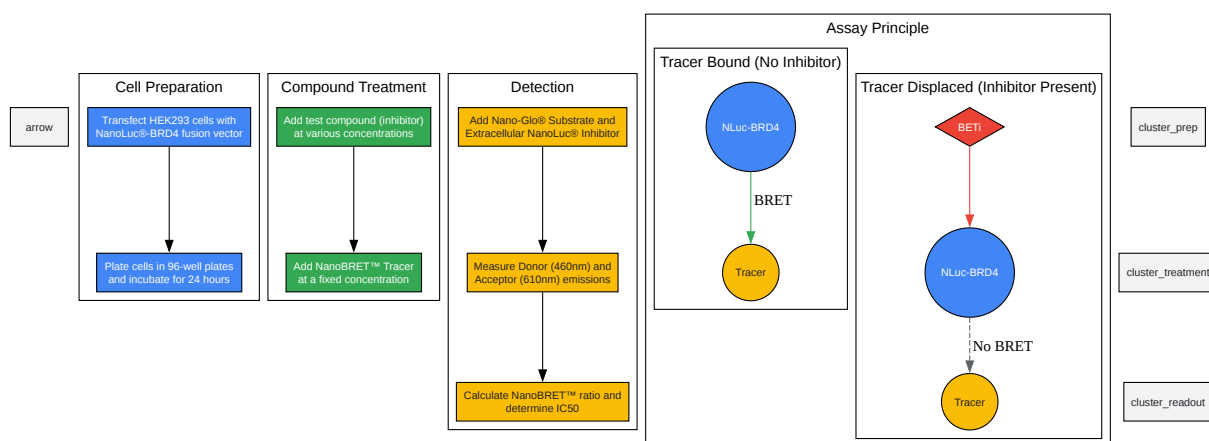 Assay Principle
Cell Preparation
Compound Treatment
Detection
Tracer Bound (No Inhibitor)
Tracer Displaced (Inhibitor Present)
arrow
Transfect HEK293 cells with
NanoLuc®-BRD4 fusion vector
Add test compound (inhibitor)
at various concentrations
Add Nano-Glo® Substrate and
Extracellular NanoLuc® Inhibitor
NLuc-BRD4
BETi
cluster_prep
BRET
Plate cells in 96-well plates
and incubate for 24 hours
Add NanoBRET™ Tracer
at a fixed concentration
Measure Donor (460nm) and
Acceptor (610nm) emissions
Tracer
NLuc-BRD4
cluster_treatment
No BRET
Calculate NanoBRET™ ratio and
determine IC50
Tracer
cluster_readout